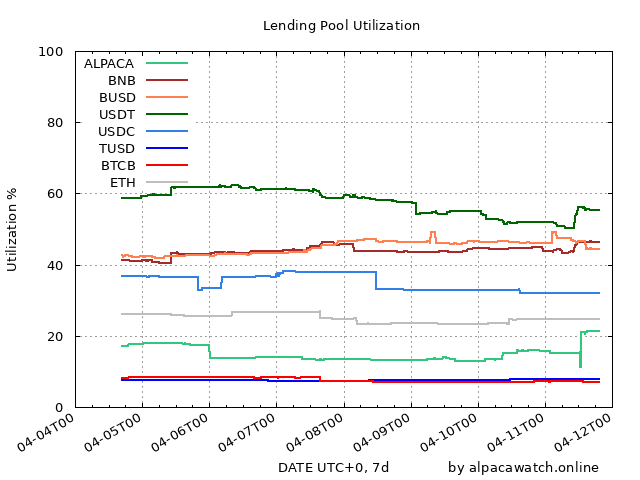 Lending Pool Utilization
100
80
60
40
20
0
Utilization %
ALPACA
BNB
BUSD
USDT
USDC
TUSD
BTCB
ETH
04-04T00
04-05T00
04-06T00
04-07T00
04-08T00
04-09T00
04-10T00
04-11T00
04-12T00
DATE UTC+0, 7d
by alpacawatch.online